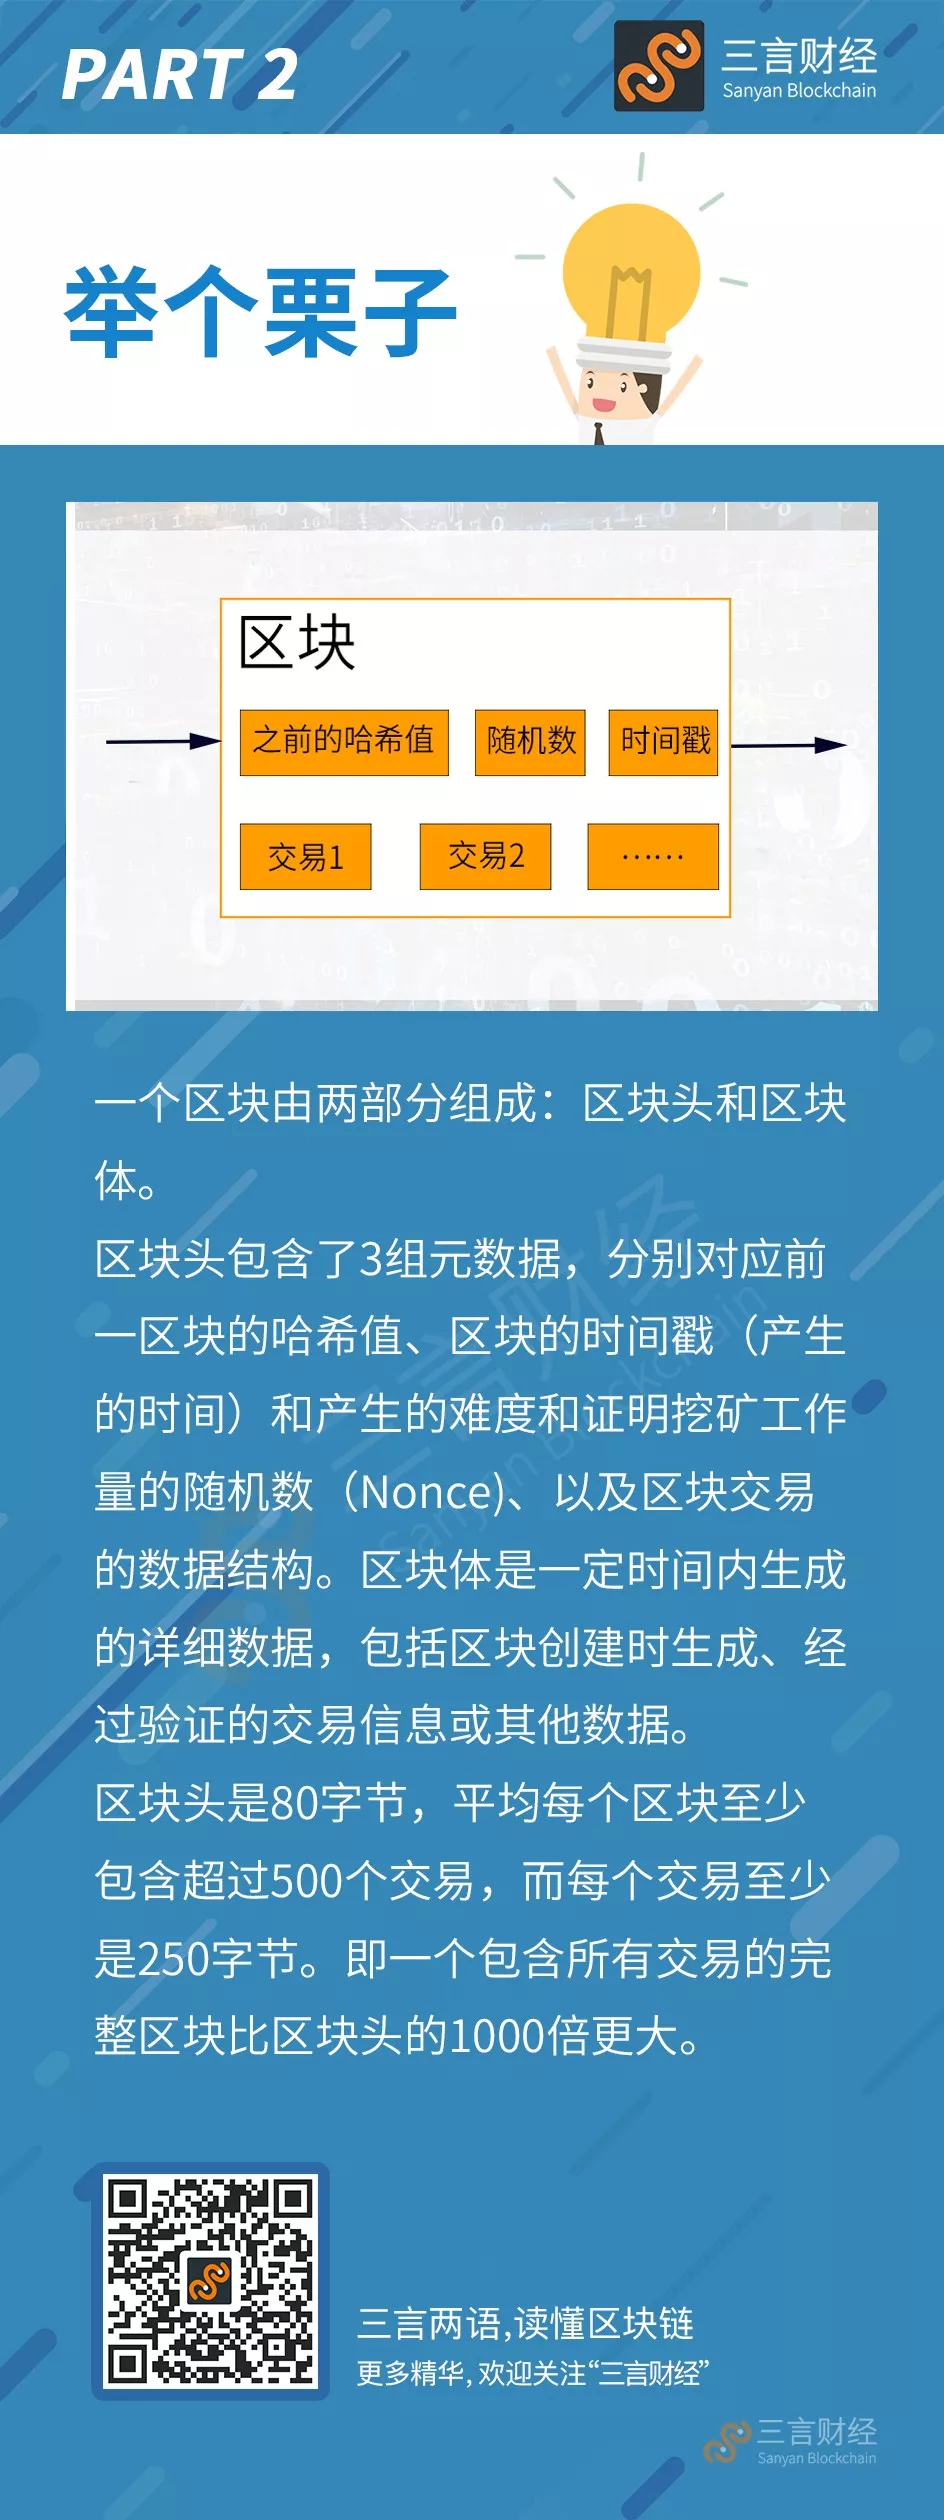 PART 2
三言财经
Sanyan Blockchain
举个栗子
区块
之前的哈希值
随机数
时间戳
交易1
交易2
……
一个区块由两部分组成：区块头和区块
体。
区块头包含了3组元数据，分别对应前
一区块的哈希值、区块的时间戳（产生
的时间）和产生的难度和证明挖矿工作
量的随机数（Nonce)、以及区块交易
的数据结构。区块体是一定时间内生成
的详细数据，包括区块创建时生成、经
过验证的交易信息或其他数据。
区块头是80字节，平均每个区块至少
包含超过500个交易，而每个交易至少
是250字节。即一个包含所有交易的完
整区块比区块头的1000倍更大。
三言财经
Sanyan Blockchain
三言两语,读懂区块链
更多精华, 欢迎关注“三言财经”
三言财经
Sanyan Blockchain